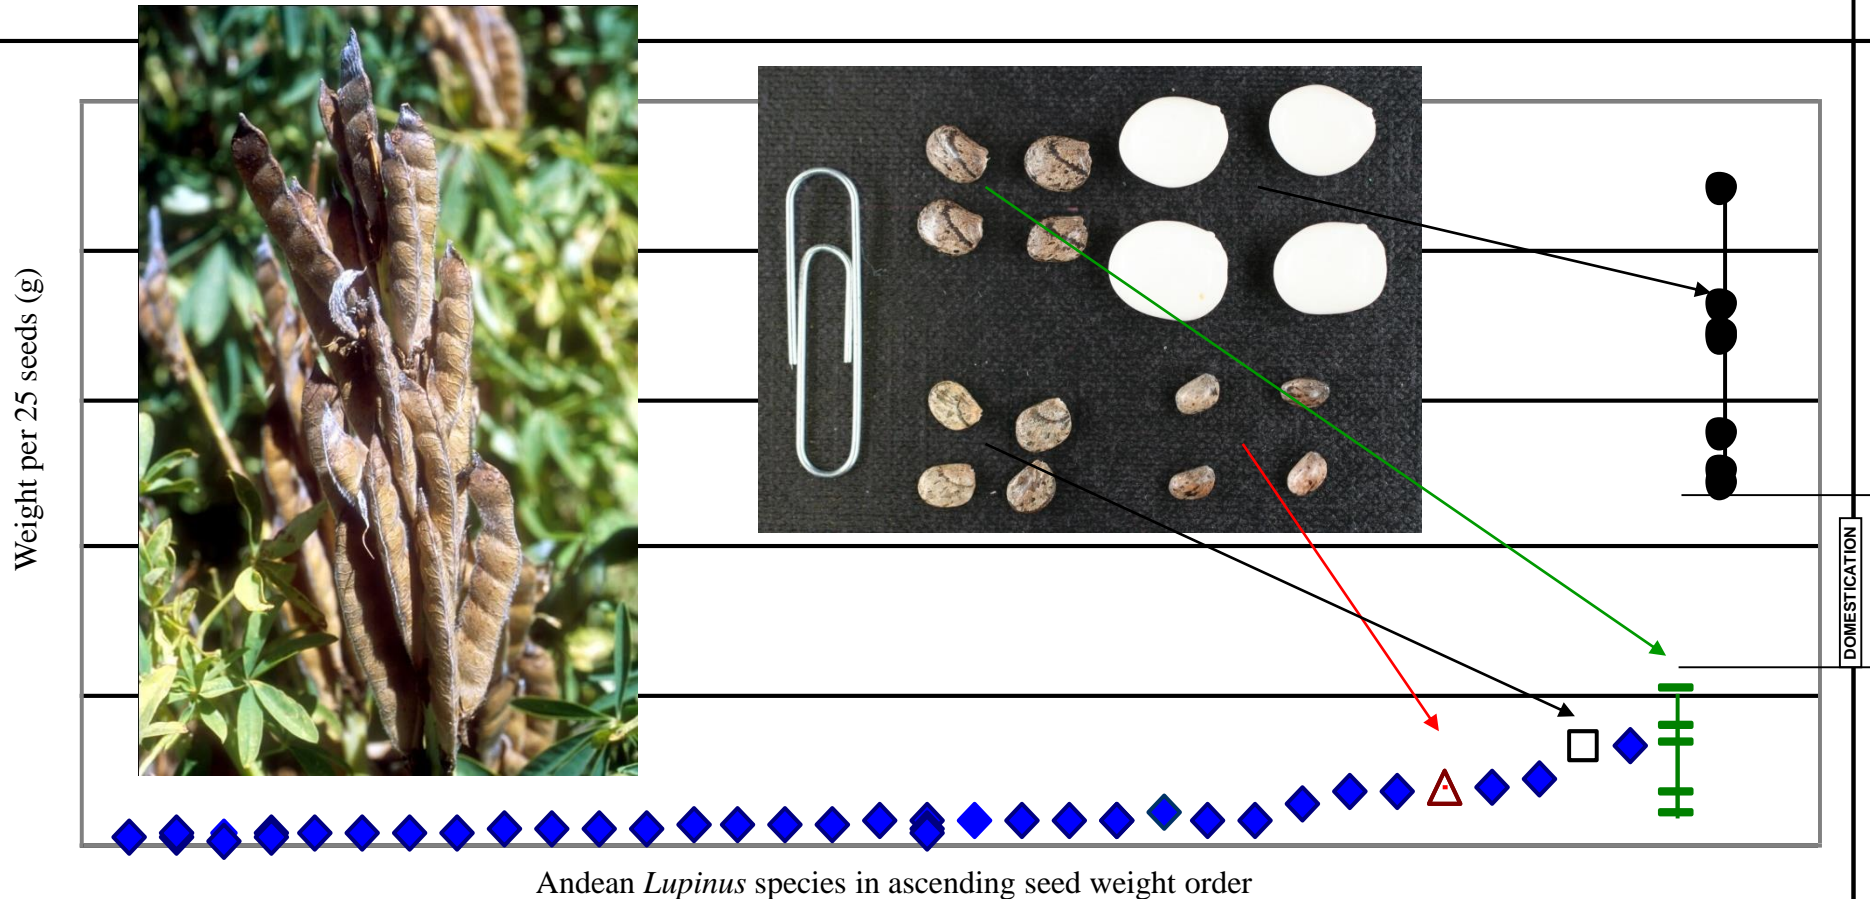 Weight per 25 seeds (g)
DOMESTICATION
Andean Lupinus species in ascending seed weight order